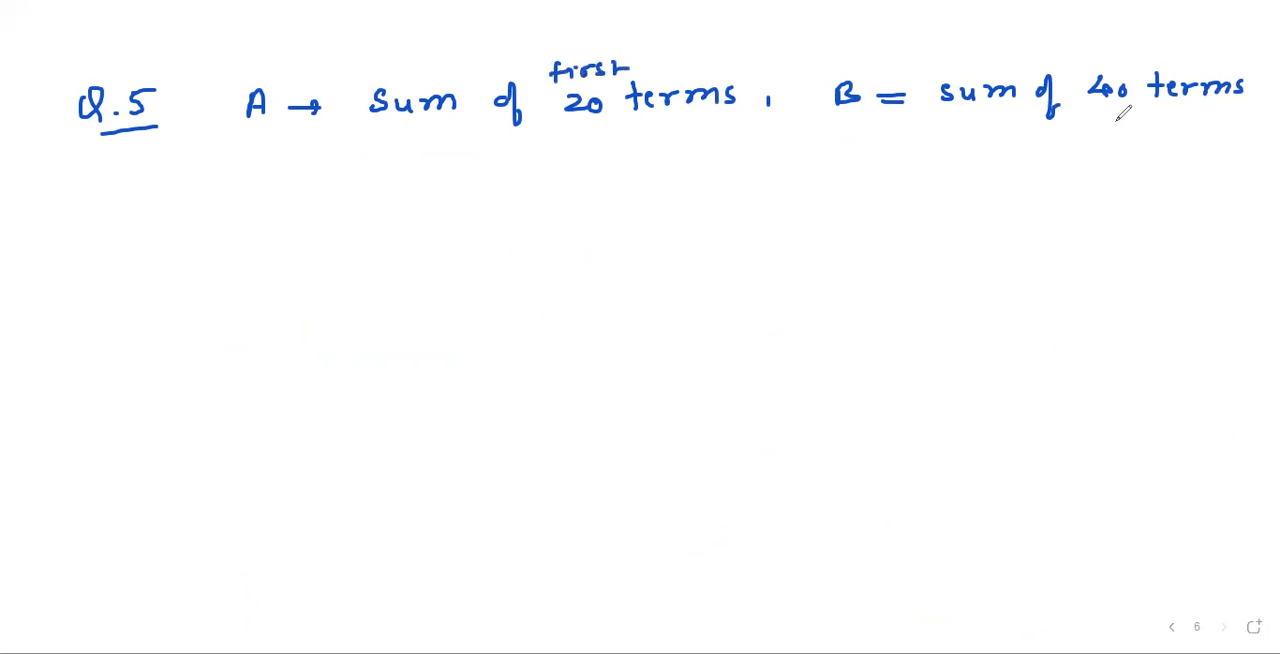 Q.5 A → Sum of first 20 terms, B = sum of 40 terms
6